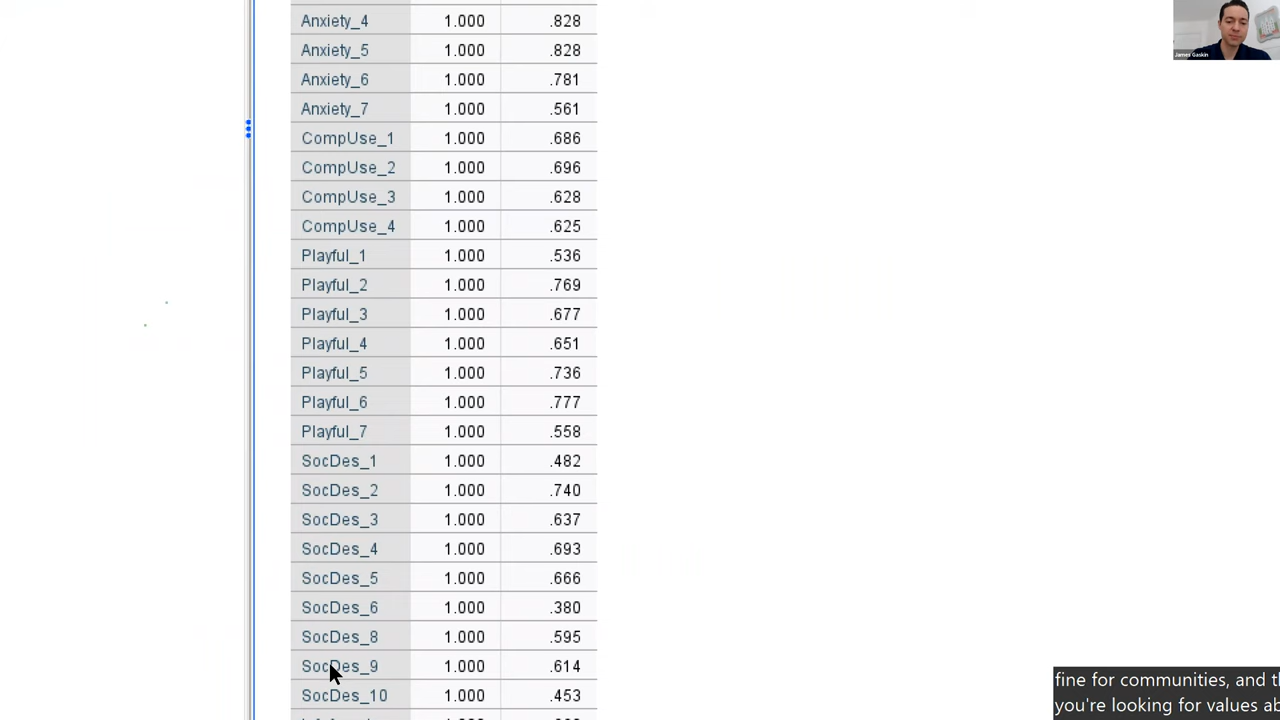 Anxiety_4 1.000 .828
Anxiety_5 1.000 .828
Anxiety_6 1.000 .781
Anxiety_7 1.000 .561
CompUse_1 1.000 .686
CompUse_2 1.000 .696
CompUse_3 1.000 .628
CompUse_4 1.000 .625
Playful_1 1.000 .536
Playful_2 1.000 .769
Playful_3 1.000 .677
Playful_4 1.000 .651
Playful_5 1.000 .736
Playful_6 1.000 .777
Playful_7 1.000 .558
SocDes_1 1.000 .482
SocDes_2 1.000 .740
SocDes_3 1.000 .637
SocDes_4 1.000 .693
SocDes_5 1.000 .666
SocDes_6 1.000 .380
SocDes_8 1.000 .595
SocDes_9 1.000 .614
SocDes_10 1.000 .453
James Gaskin
fine for communities, and
you're looking for values